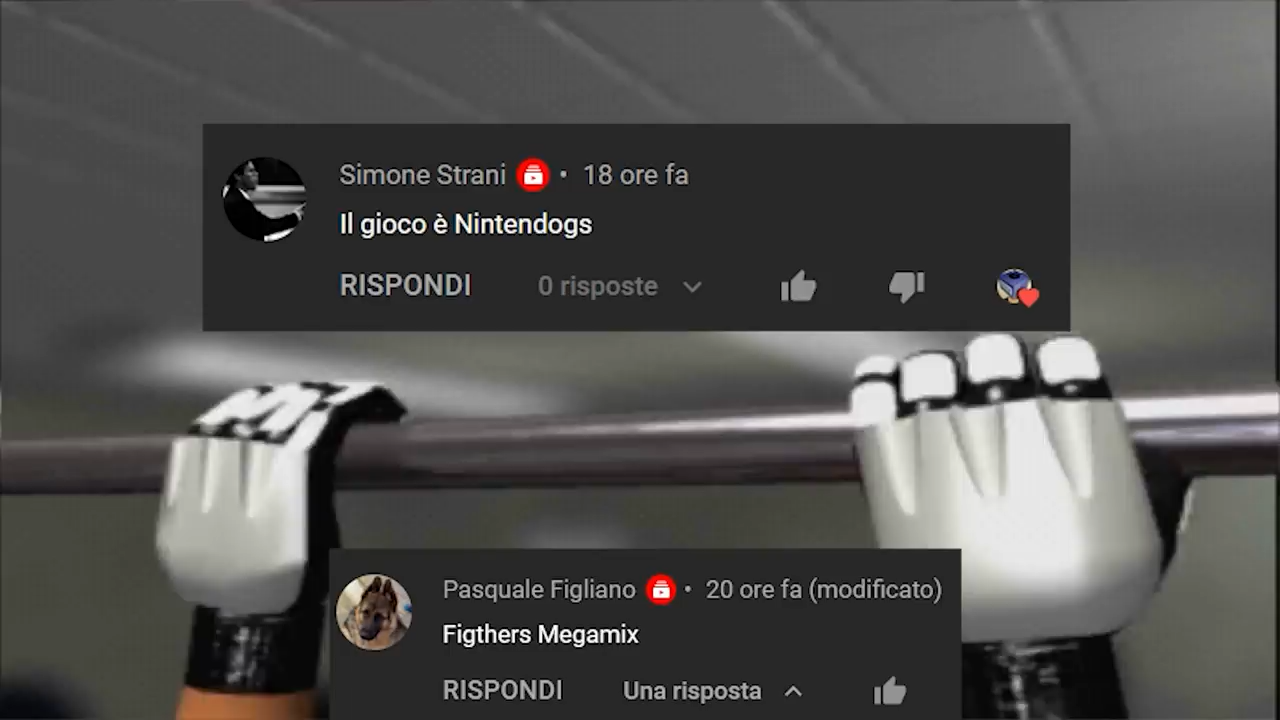 Simone Strani • 18 ore fa
Il gioco è Nintendogs
RISPONDI 0 risposte
Pasquale Figliano • 20 ore fa (modificato)
Figthers Megamix
RISPONDI Una risposta